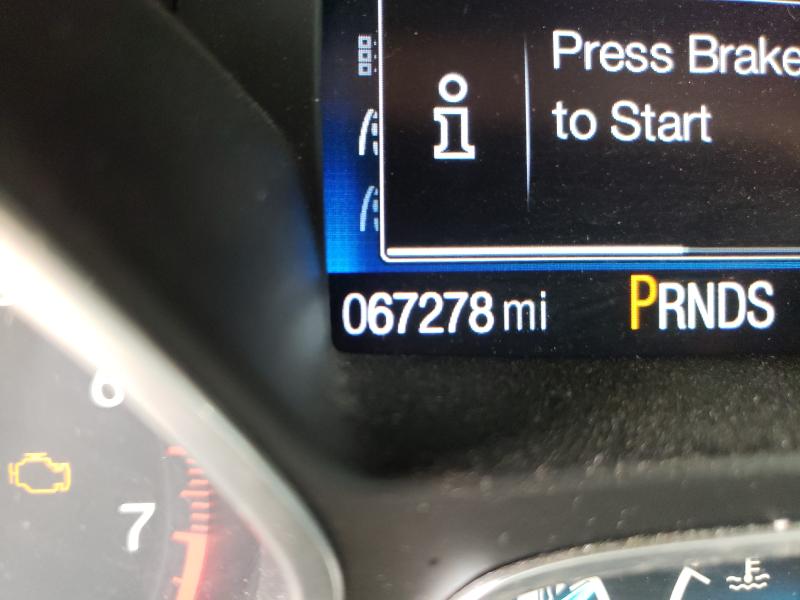 Press Brake
to Start
067278 mi
PRNDS
6
7